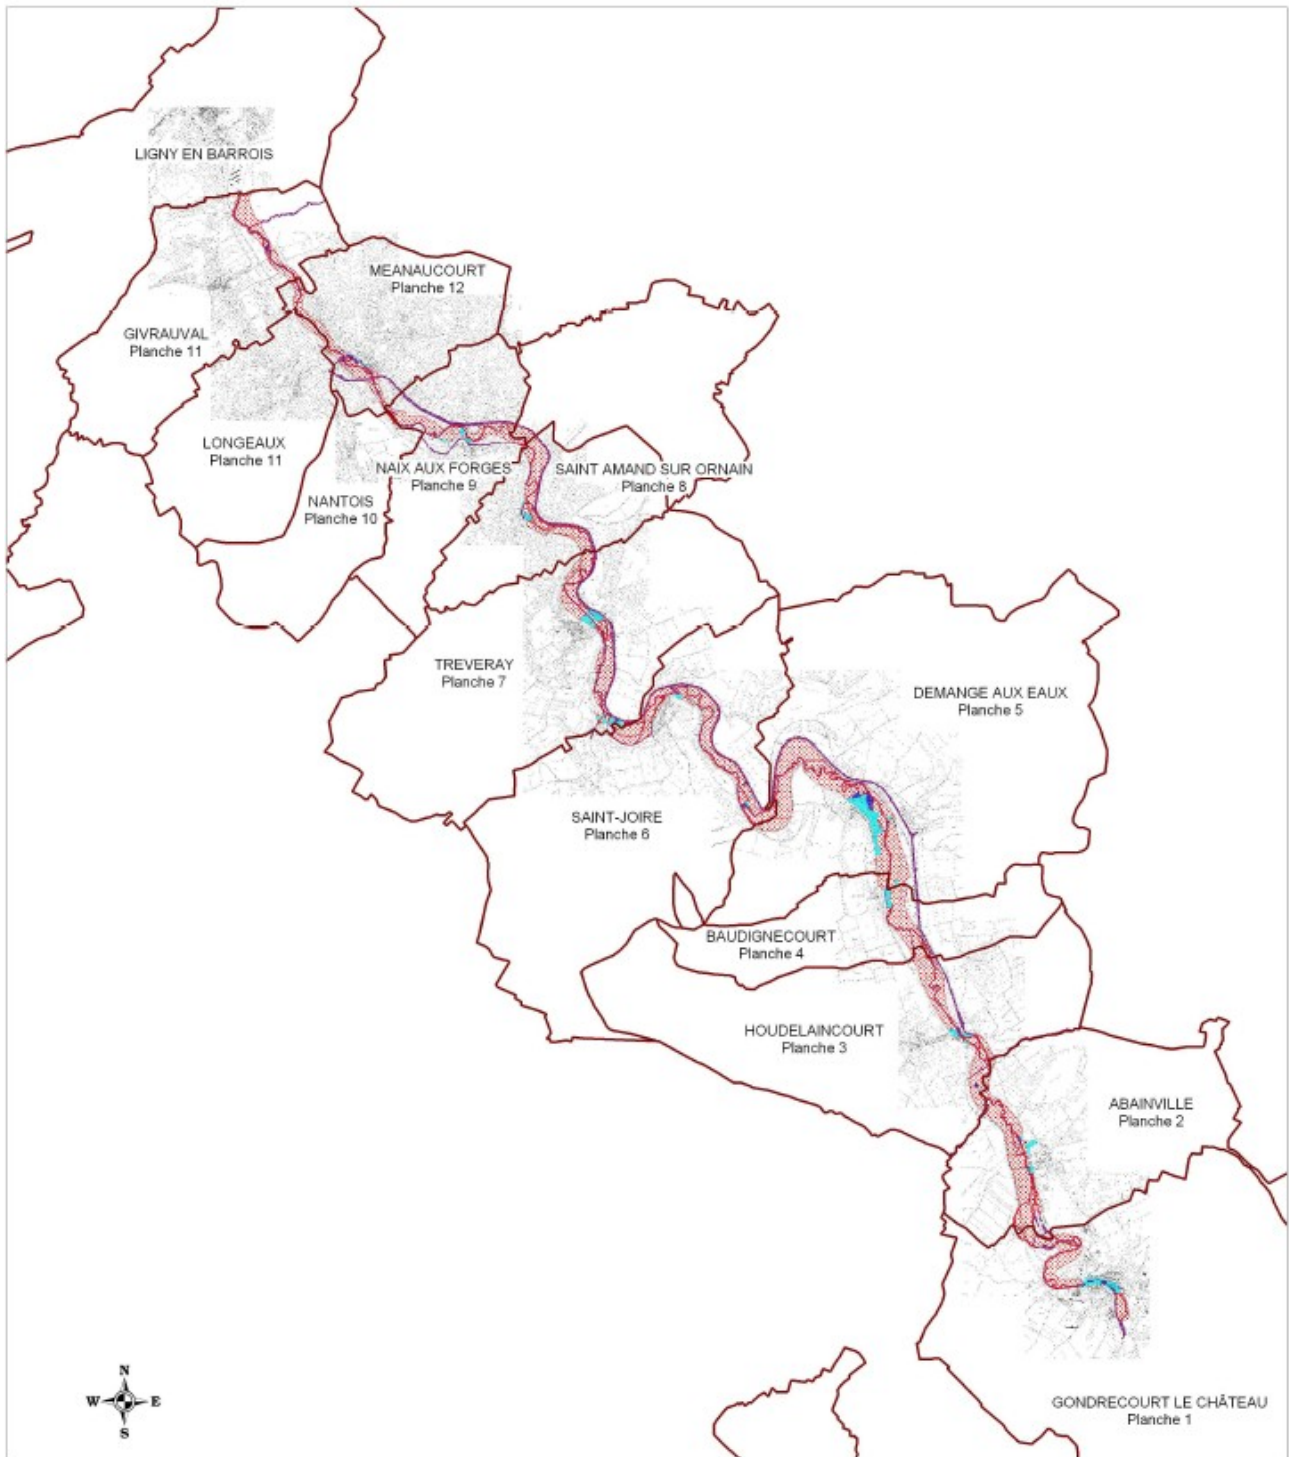 LIGNY EN BARROIS
MEANAUCOURT
Planche 12
GIVRAUVAL
Planche 11
LONGEAUX
Planche 11
NAIX AUX FORGES
Planche 9
SAINT AMAND SUR ORNAIN
Planche 8
NANTOIS
Planche 10
TREVERAY
Planche 7
DEMANGE AUX EAUX
Planche 5
SAINT-JOIRE
Planche 6
BAUDIGNECOURT
Planche 4
HOUDELAINCOURT
Planche 3
ABAINVILLE
Planche 2
GONDRECOURT LE CHÂTEAU
Planche 1
N
W E
S